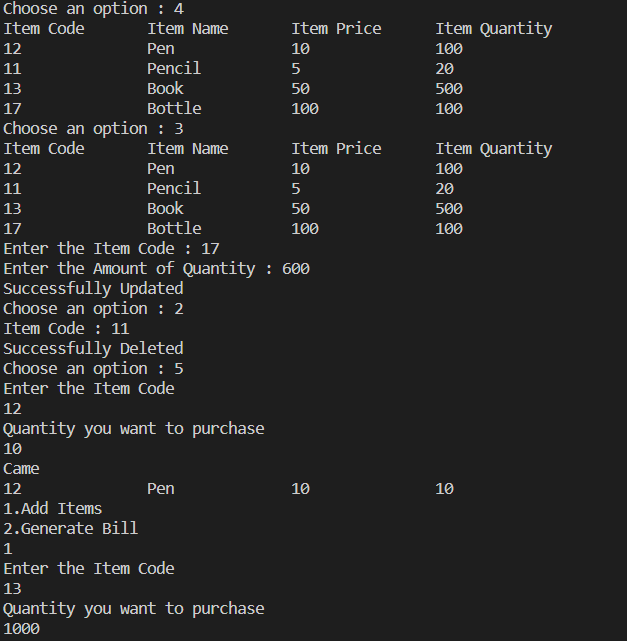 Choose an option : 4
Item Code Item Name Item Price Item Quantity
12 Pen 10 100
11 Pencil 5 20
13 Book 50 500
17 Bottle 100 100
Choose an option : 3
Item Code Item Name Item Price Item Quantity
12 Pen 10 100
11 Pencil 5 20
13 Book 50 500
17 Bottle 100 100
Enter the Item Code : 17
Enter the Amount of Quantity : 600
Successfully Updated
Choose an option : 2
Item Code : 11
Successfully Deleted
Choose an option : 5
Enter the Item Code
12
Quantity you want to purchase
10
Came
12 Pen 10 10
1.Add Items
2.Generate Bill
1
Enter the Item Code
13
Quantity you want to purchase
1000